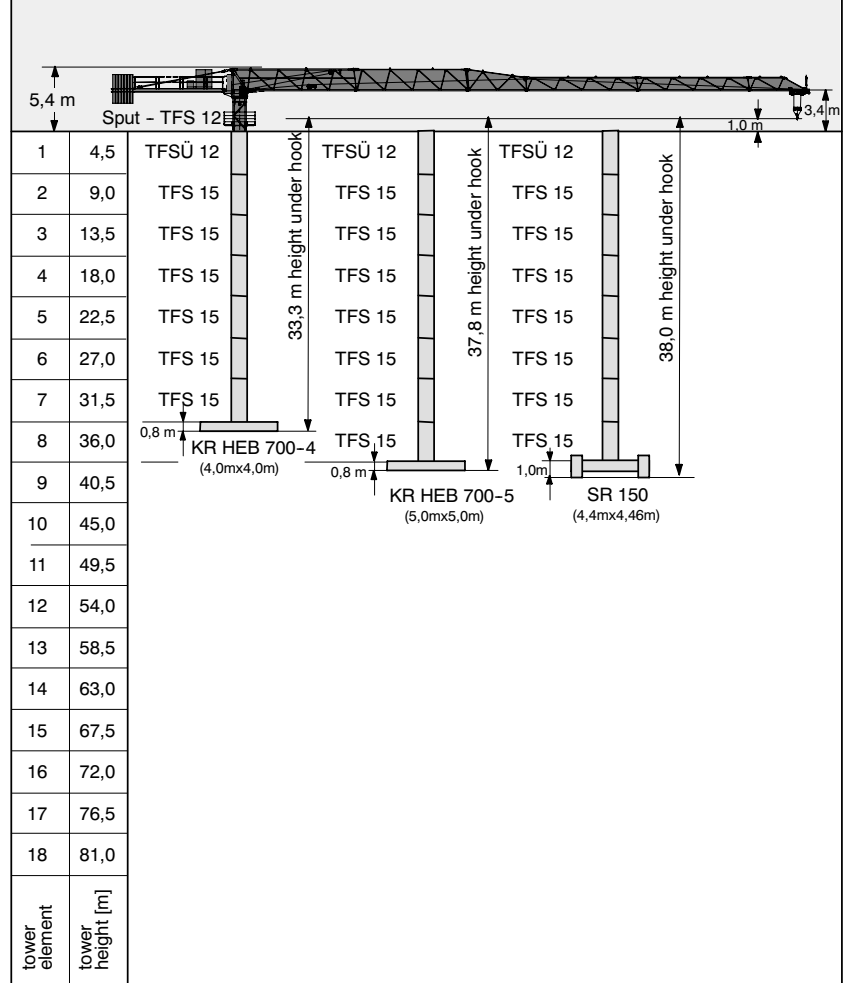 5,4 m
Sput - TFS 12
3,4 m
1,0 m
1 4,5 TFSÜ 12 TFSÜ 12 TFSÜ 12
2 9,0 TFS 15 TFS 15 TFS 15
3 13,5 TFS 15 TFS 15 TFS 15
4 18,0 TFS 15 TFS 15 TFS 15
5 22,5 TFS 15 TFS 15 TFS 15
6 27,0 TFS 15 TFS 15 TFS 15
7 31,5 TFS 15 TFS 15 TFS 15
8 36,0 TFS 15 TFS 15
9 40,5
10 45,0
11 49,5
12 54,0
13 58,5
14 63,0
15 67,5
16 72,0
17 76,5
18 81,0
tower
element
tower
height [m]
33,3 m height under hook
37,8 m height under hook
38,0 m height under hook
0,8 m
KR HEB 700-4
(4,0mx4,0m)
0,8 m
KR HEB 700-5
(5,0mx5,0m)
1,0m
SR 150
(4,4mx4,46m)